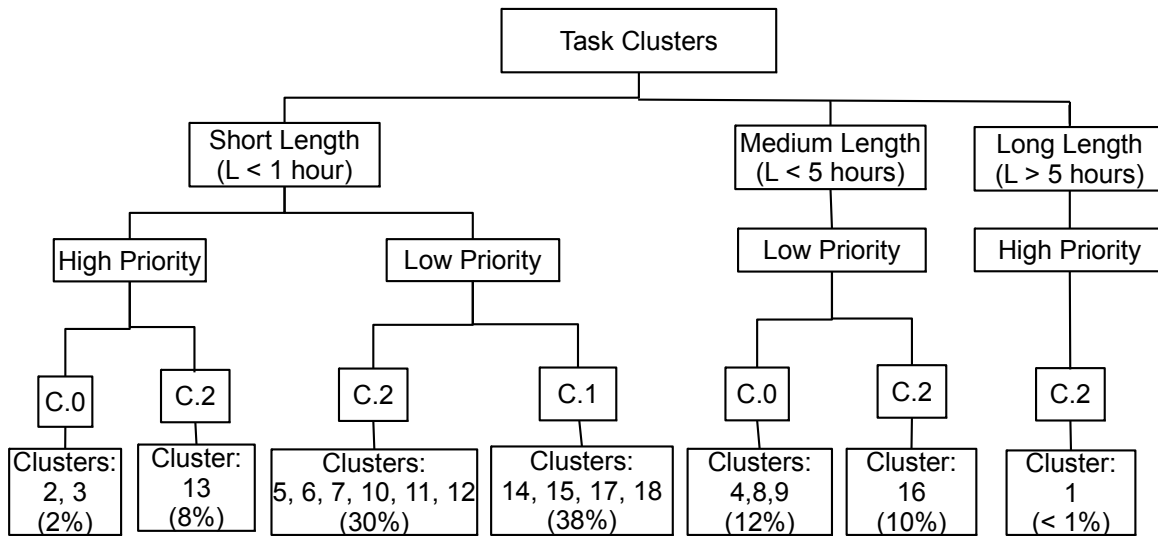 Task Clusters
Short Length
(L < 1 hour)
Medium Length
(L < 5 hours)
Long Length
(L > 5 hours)
High Priority
Low Priority
Low Priority
High Priority
C.0
C.2
C.2
C.1
C.0
C.2
C.2
Clusters:
2, 3
(2%)
Cluster:
13
(8%)
Clusters:
5, 6, 7, 10, 11, 12
(30%)
Clusters:
14, 15, 17, 18
(38%)
Clusters:
4,8,9
(12%)
Cluster:
16
(10%)
Cluster:
1
(< 1%)